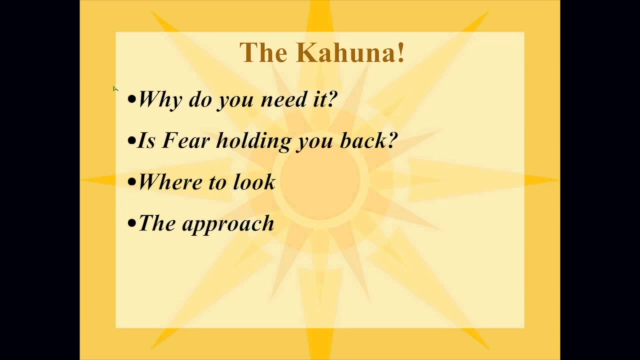 The Kahuna!
•Why do you need it?
•Is Fear holding you back?
•Where to look
•The approach